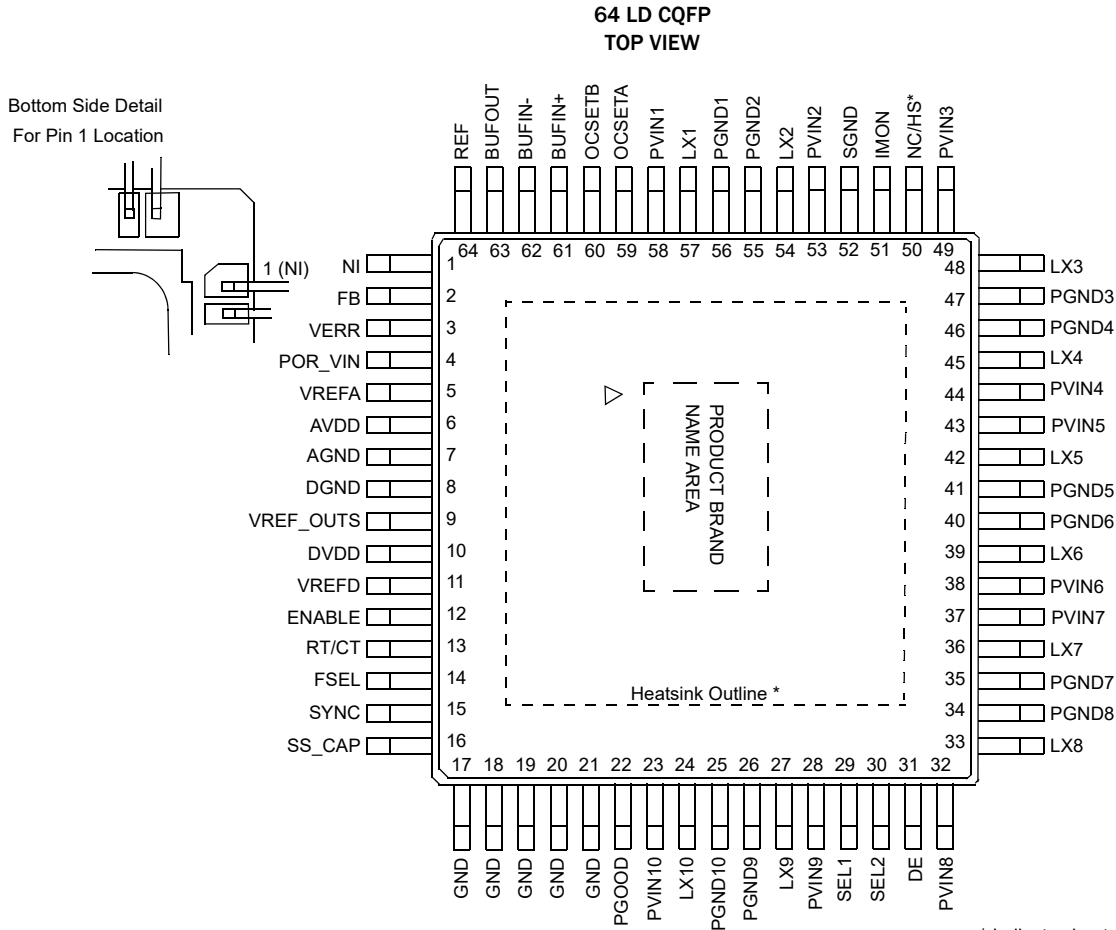 64 LD CQFP
TOP VIEW
Bottom Side Detail
For Pin 1 Location
1 (NI)
REF
BUFOUT
BUFIN-
BUFIN+
OCSETB
OCSETA
PVIN1
LX1
PGND1
PGND2
LX2
PVIN2
SGND
IMON
NC/HS*
PVIN3
64 63 62 61 60 59 58 57 56 55 54 53 52 51 50 49
NI 1
FB 2
VERR 3
POR_VIN 4
VREFA 5
AVDD 6
AGND 7
DGND 8
VREF_OUTS 9
DVDD 10
VREFD 11
ENABLE 12
RT/CT 13
FSEL 14
SYNC 15
SS_CAP 16
48 LX3
47 PGND3
46 PGND4
45 LX4
44 PVIN4
43 PVIN5
42 LX5
41 PGND5
40 PGND6
39 LX6
38 PVIN6
37 PVIN7
36 LX7
35 PGND7
34 PGND8
33 LX8
PRODUCT BRAND
NAME AREA
Heatsink Outline *
17 18 19 20 21 22 23 24 25 26 27 28 29 30 31 32
GND
GND
GND
GND
GND
PGOOD
PVIN10
LX10
PGND10
PGND9
LX9
PVIN9
SEL1
SEL2
DE
PVIN8